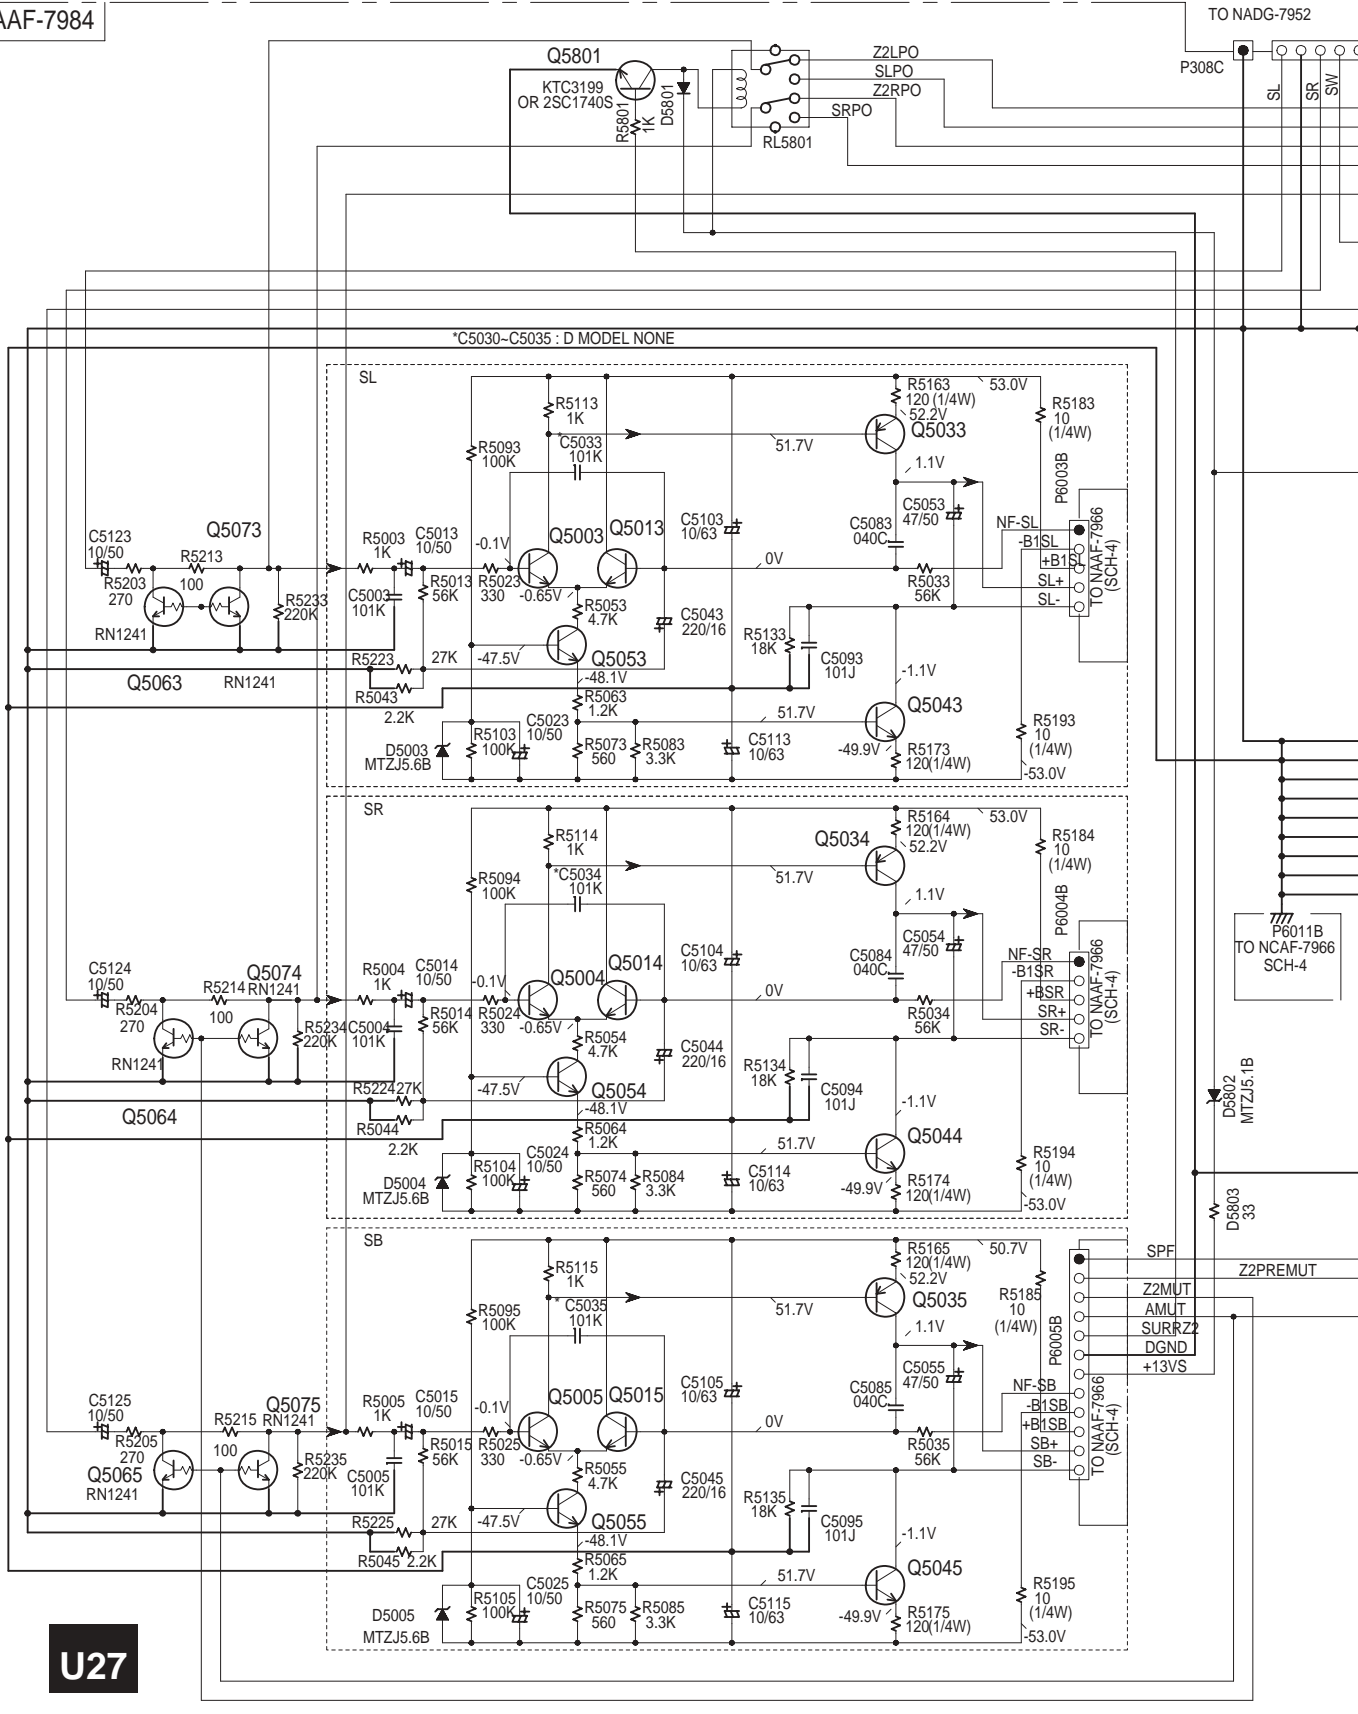 AAF-7984
TO NADG-7952
P308C
SL
SR
SW
Q5801
KTC3199
OR 2SC1740S
R5801
1K
D5801
RL5801
Z2LPO
SLPO
Z2RPO
SRPO
*C5030~C5035 : D MODEL NONE
SL
R5113
1K
R5093
100K
*C5033
101K
51.7V
R5163
120 (1/4W)
52.2V
53.0V
Q5033
1.1V
R5183
10
(1/4W)
P6003B
C5123
10/50
Q5073
R5213
100
R5203
270
RN1241
Q5063
RN1241
R5233
220K
R5003
1K
C5013
10/50
C5003
101K
R5013
56K
-0.1V
R5023
330
Q5003
Q5013
-0.65V
R5053
4.7K
C5103
10/63
0V
C5043
220/16
C5083
040C
C5053
47/50
R5033
56K
NF-SL
-B1SL
+B1SL
SL+
SL-
TO NAAF-7966
(SCH-4)
R5223
27K
R5043
2.2K
-47.5V
Q5053
-48.1V
R5063
1.2K
R5133
18K
C5093
101J
-1.1V
51.7V
Q5043
-49.9V
R5173
120(1/4W)
R5193
10
(1/4W)
-53.0V
D5003
MTZJ5.6B
R5103
100K
C5023
10/50
R5073
560
R5083
3.3K
C5113
10/63
SR
R5114
1K
R5094
100K
*C5034
101K
51.7V
Q5034
R5164
120(1/4W)
52.2V
53.0V
1.1V
R5184
10
(1/4W)
P6004B
C5124
10/50
R5214
100
Q5074
RN1241
R5204
270
RN1241
Q5064
R5234
220K
R5004
1K
C5014
10/50
C5004
101K
R5014
56K
-0.1V
R5024
330
Q5004
Q5014
-0.65V
R5054
4.7K
C5104
10/63
0V
C5044
220/16
C5084
040C
C5054
47/50
R5034
56K
NF-SR
-B1SR
+BSR
SR+
SR-
TO NAAF-7966
(SCH-4)
P6011B
TO NCAF-7966
SCH-4
R5224
27K
R5044
2.2K
-47.5V
Q5054
-48.1V
R5064
1.2K
R5134
18K
C5094
101J
-1.1V
51.7V
Q5044
-49.9V
R5174
120(1/4W)
R5194
10
(1/4W)
-53.0V
D5004
MTZJ5.6B
R5104
100K
C5024
10/50
R5074
560
R5084
3.3K
C5114
10/63
D5802
MTZJ5.1B
D5803
33
SB
R5115
1K
R5095
100K
* C5035
101K
51.7V
R5165
120(1/4W)
52.2V
50.7V
Q5035
1.1V
R5185
10
(1/4W)
P6005B
SPF
Z2PREMUT
Z2MUT
AMUT
SURRZ2
DGND
+13VS
C5125
10/50
R5215
100
Q5075
RN1241
R5205
270
Q5065
RN1241
R5235
220K
R5005
1K
C5015
10/50
C5005
101K
R5015
56K
-0.1V
R5025
330
Q5005
Q5015
-0.65V
R5055
4.7K
C5105
10/63
0V
C5045
220/16
C5085
040C
C5055
47/50
R5035
56K
NF-SB
-B1SB
+B1SB
SB+
SB-
TO NAAF-7966
(SCH-4)
R5225
27K
R5045 2.2K
-47.5V
Q5055
-48.1V
R5065
1.2K
R5135
18K
C5095
101J
-1.1V
51.7V
Q5045
-49.9V
R5175
120(1/4W)
R5195
10
(1/4W)
-53.0V
D5005
MTZJ5.6B
R5105
100K
C5025
10/50
R5075
560
R5085
3.3K
C5115
10/63
U27